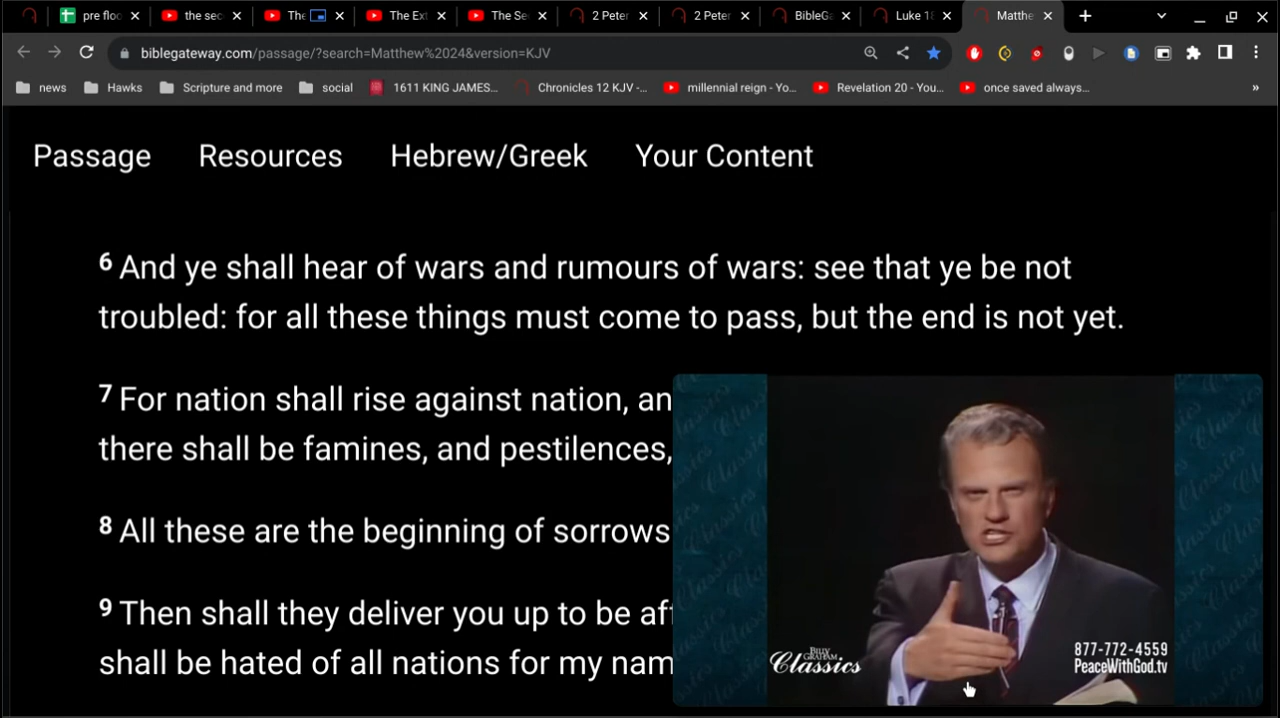 pre floo
the sec
The
The Ext
The Se
2 Peter
2 Peter
BibleGa
Luke 18
Matthe
biblegateway.com/passage/?search=Matthew%2024&version=KJV
news
Hawks
Scripture and more
social
1611 KING JAMES...
Chronicles 12 KJV -...
millennial reign - Yo...
Revelation 20 - You...
once saved always...
»
Passage
Resources
Hebrew/Greek
Your Content
6 And ye shall hear of wars and rumours of wars: see that ye be not
troubled: for all these things must come to pass, but the end is not yet.
7 For nation shall rise against nation, an
there shall be famines, and pestilences,
8 All these are the beginning of sorrows
9 Then shall they deliver you up to be aff
shall be hated of all nations for my nam
BILLY
GRAHAM
Classics
877-772-4559
PeaceWithGod.tv